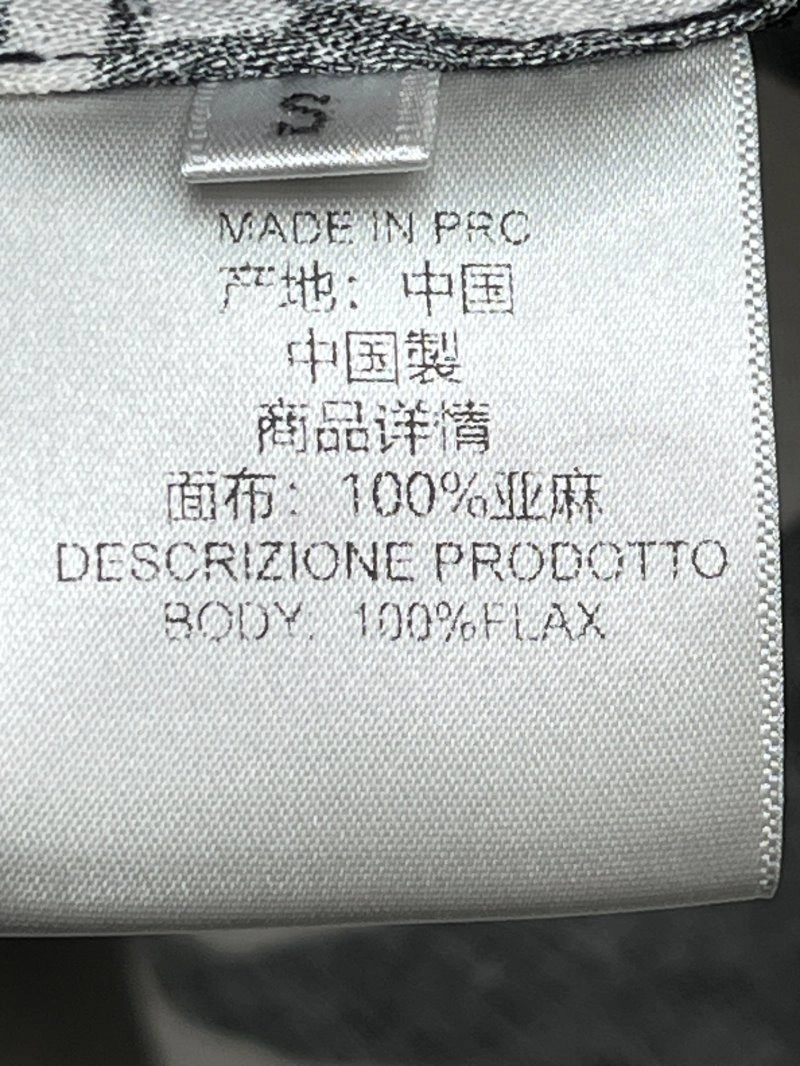 S
MADE IN PRC
产地：中国
中国製
商品详情
面布：100%亚麻
DESCRIZIONE PRODOTTO
BODY: 100%FLAX